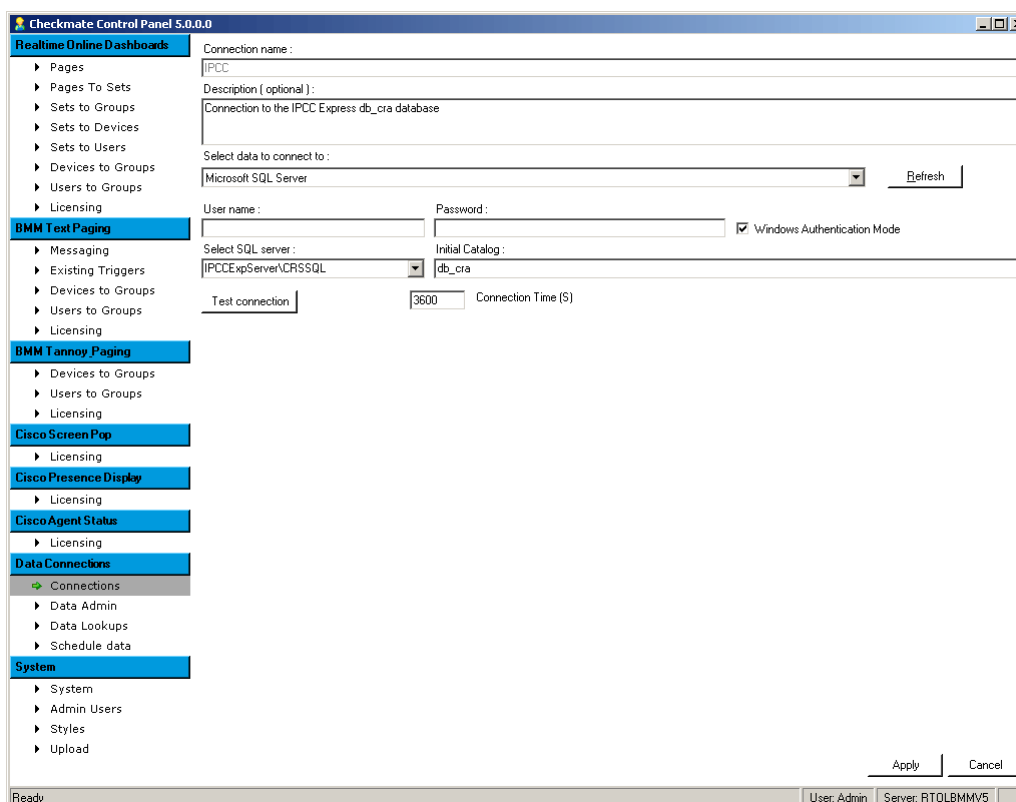 Checkmate Control Panel 5.0.0.0
Realtime Online Dashboards
Pages
Pages To Sets
Sets to Groups
Sets to Devices
Sets to Users
Devices to Groups
Users to Groups
Licensing
BMM Text Paging
Messaging
Existing Triggers
Devices to Groups
Users to Groups
Licensing
BMM Tannoy Paging
Devices to Groups
Users to Groups
Licensing
Cisco Screen Pop
Licensing
Cisco Presence Display
Licensing
Cisco Agent Status
Licensing
Data Connections
Connections
Data Admin
Data Lookups
Schedule data
System
System
Admin Users
Styles
Upload
Connection name :
IPCC
Description ( optional ) :
Connection to the IPCC Express db_cra database
Select data to connect to :
Microsoft SQL Server
Refresh
User name :
Password :
Windows Authentication Mode
Select SQL server :
Initial Catalog :
IPCCExpServer\CRSSQL
db_cra
Test connection
3600
Connection Time (S)
Apply
Cancel
Ready
User: Admin
Server: RTOLBMMV5